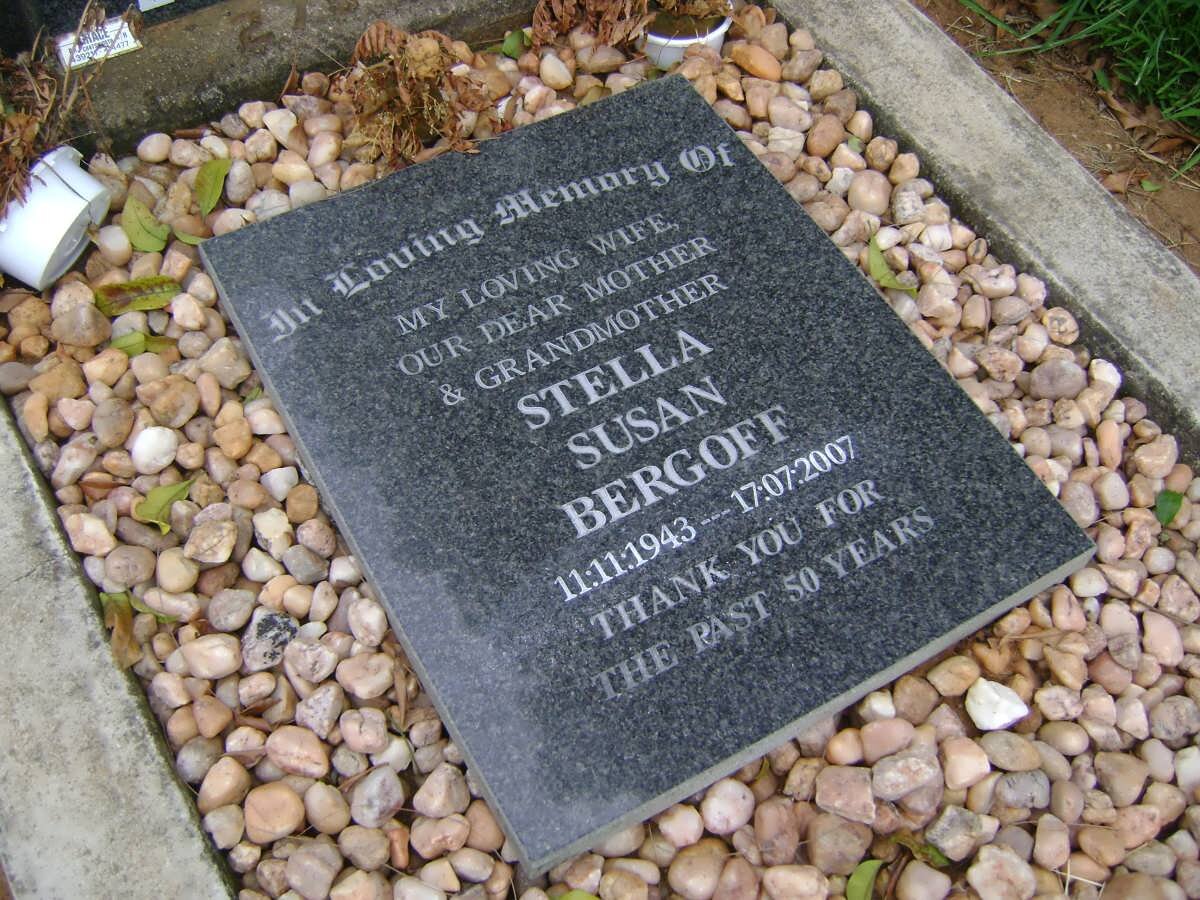 In Loving Memory Of
MY LOVING WIFE,
OUR DEAR MOTHER
& GRANDMOTHER
STELLA
SUSAN
BERGOFF
11:11:1943 --- 17:07:2007
THANK YOU FOR
THE PAST 50 YEARS